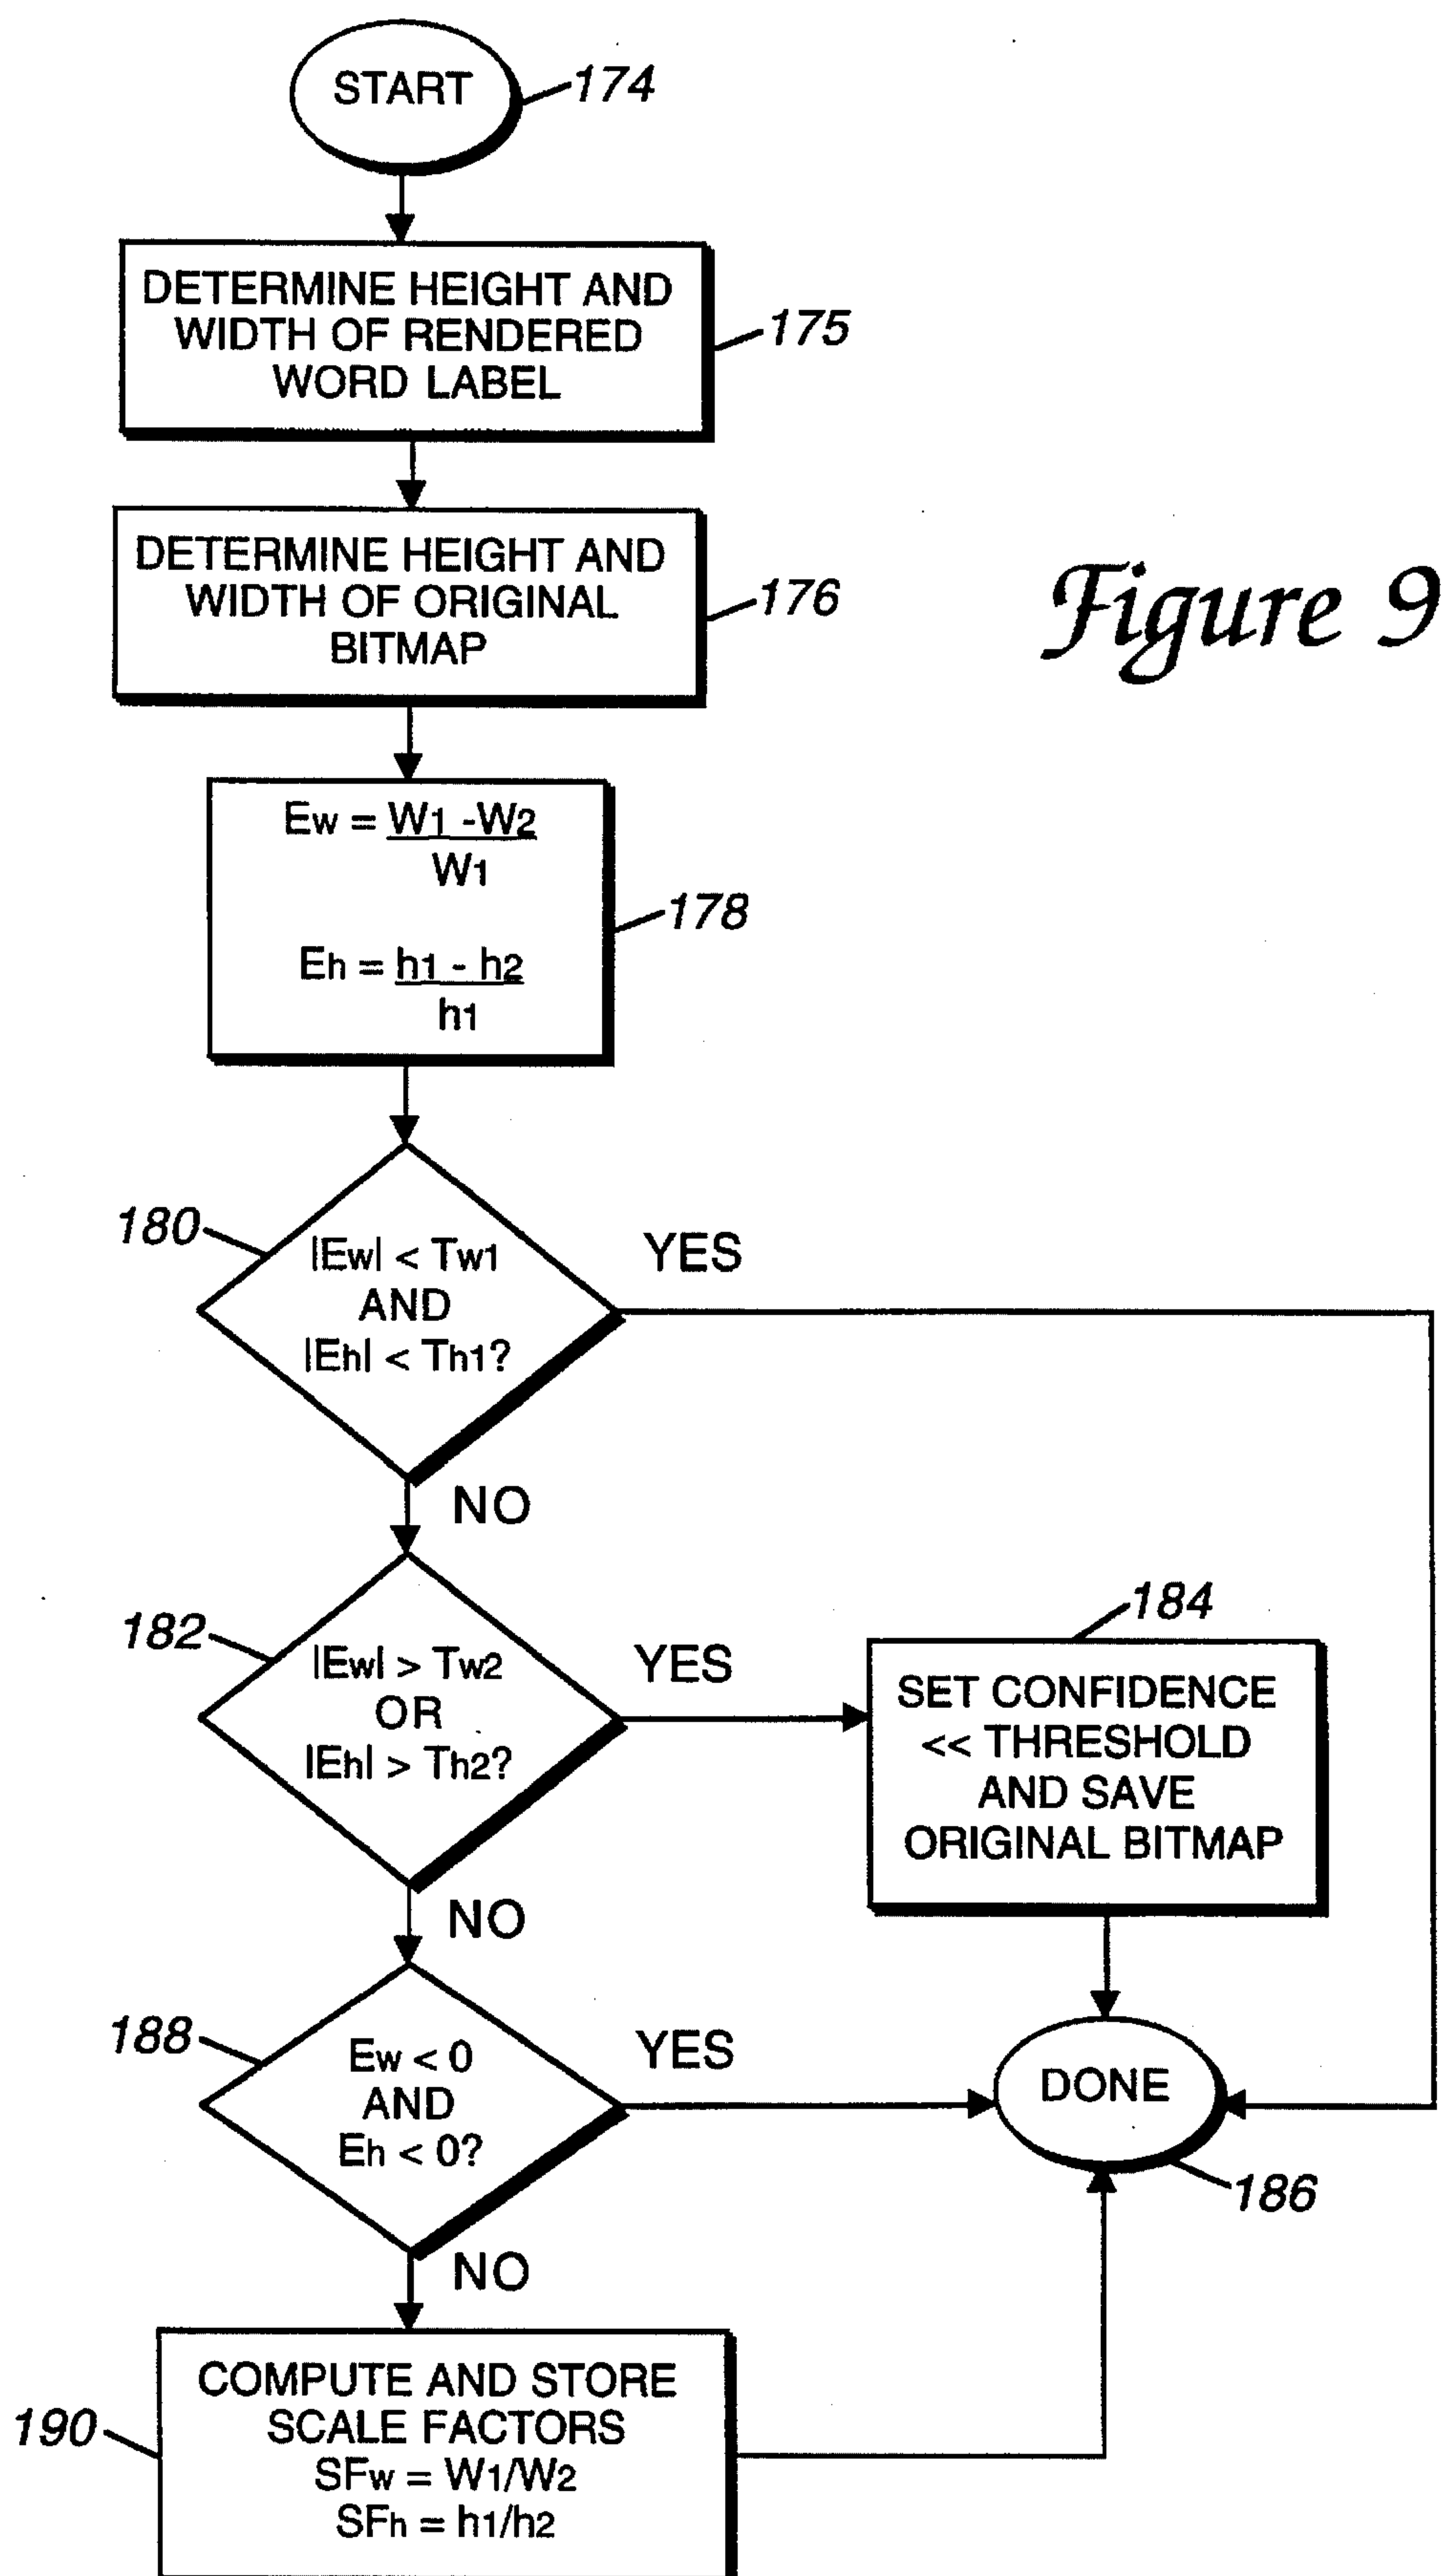 START
174
DETERMINE HEIGHT AND
WIDTH OF RENDERED
WORD LABEL
175
DETERMINE HEIGHT AND
WIDTH OF ORIGINAL
BITMAP
176
Figure 9
Ew = W1 -W2
W1
Eh = h1 - h2
h1
178
180
|Ew| < Tw1
AND
|Eh| < Th1?
YES
NO
182
|Ew| > Tw2
OR
|Eh| > Th2?
YES
NO
184
SET CONFIDENCE
<< THRESHOLD
AND SAVE
ORIGINAL BITMAP
188
Ew < 0
AND
Eh < 0?
YES
NO
DONE
186
190
COMPUTE AND STORE
SCALE FACTORS
SFw = W1/W2
SFh = h1/h2